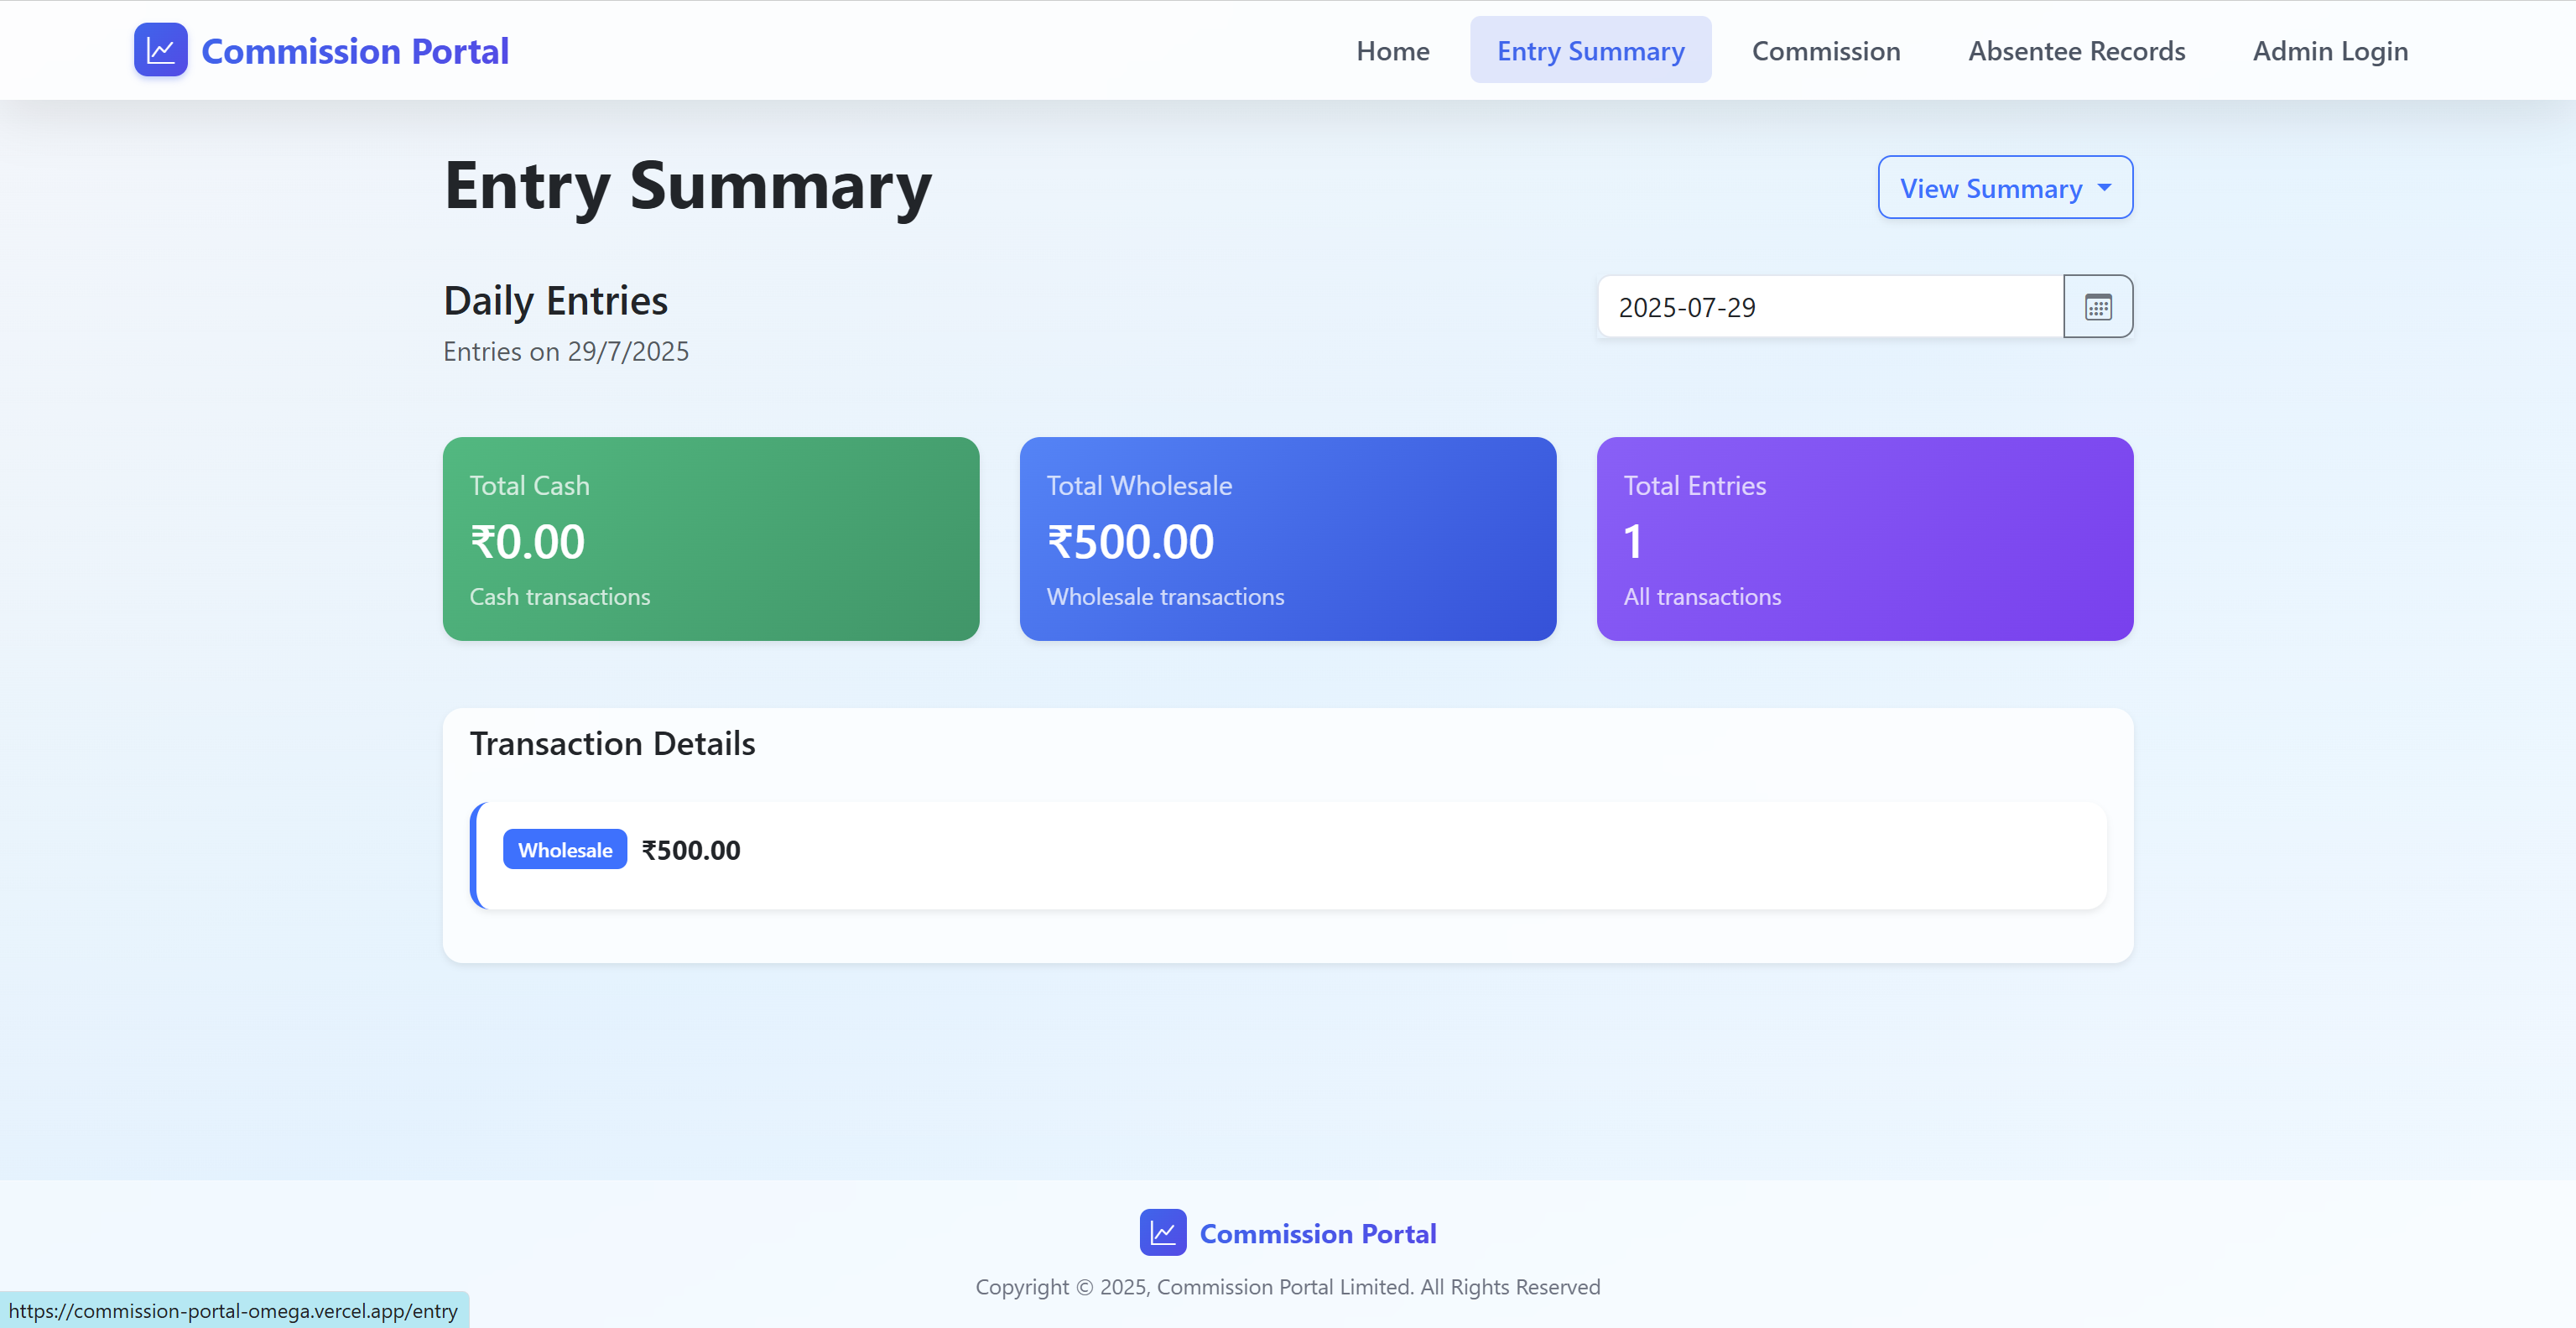 Commission Portal
Home
Entry Summary
Commission
Absentee Records
Admin Login
Entry Summary
View Summary
Daily Entries
2025-07-29
Entries on 29/7/2025
Total Cash
₹0.00
Cash transactions
Total Wholesale
₹500.00
Wholesale transactions
Total Entries
1
All transactions
Transaction Details
Wholesale ₹500.00
Commission Portal
Copyright © 2025, Commission Portal Limited. All Rights Reserved
https://commission-portal-omega.vercel.app/entry